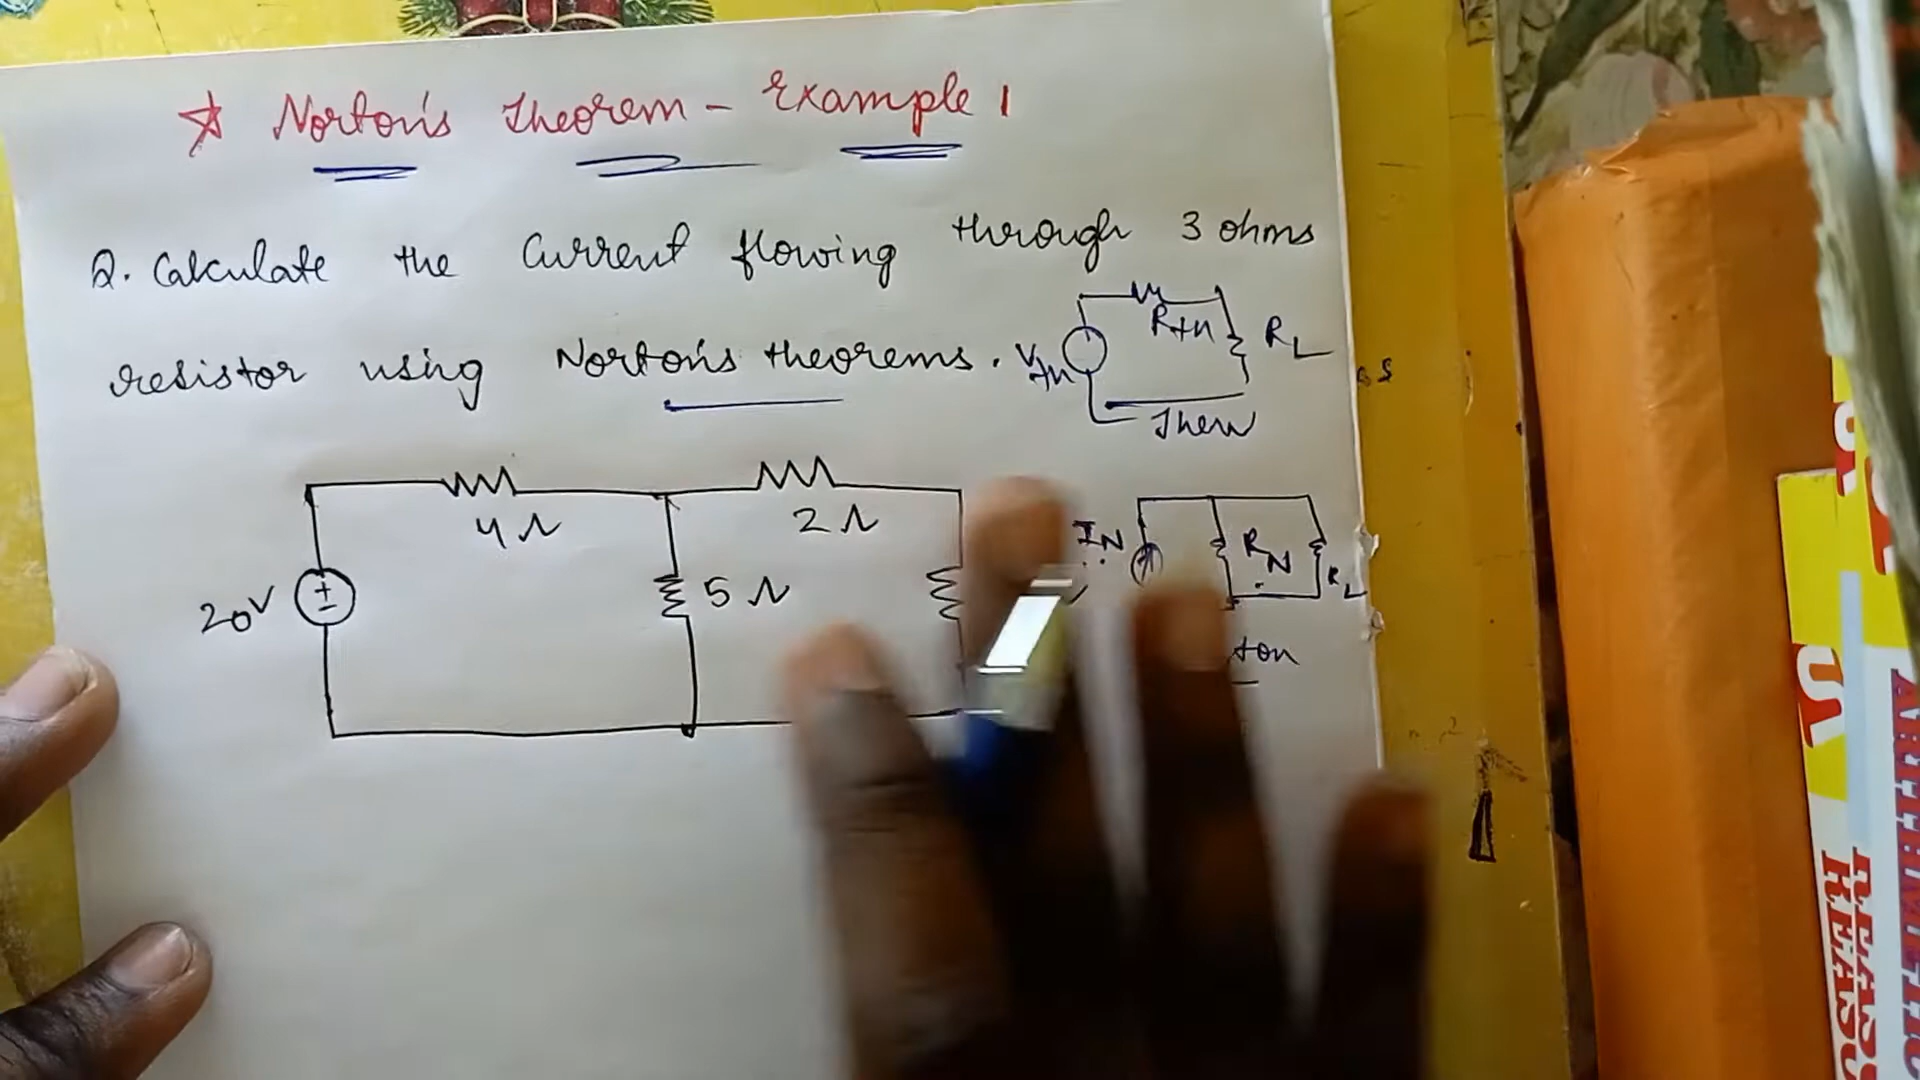 ☆ Norton's theorem - Example 1
Q. Calculate the current flowing through 3 ohms
resistor using Norton's theorems.
Rth
RL
Vth
Thev
4Ω
2Ω
20V
+
-
5Ω
IN
RN
RL
ton